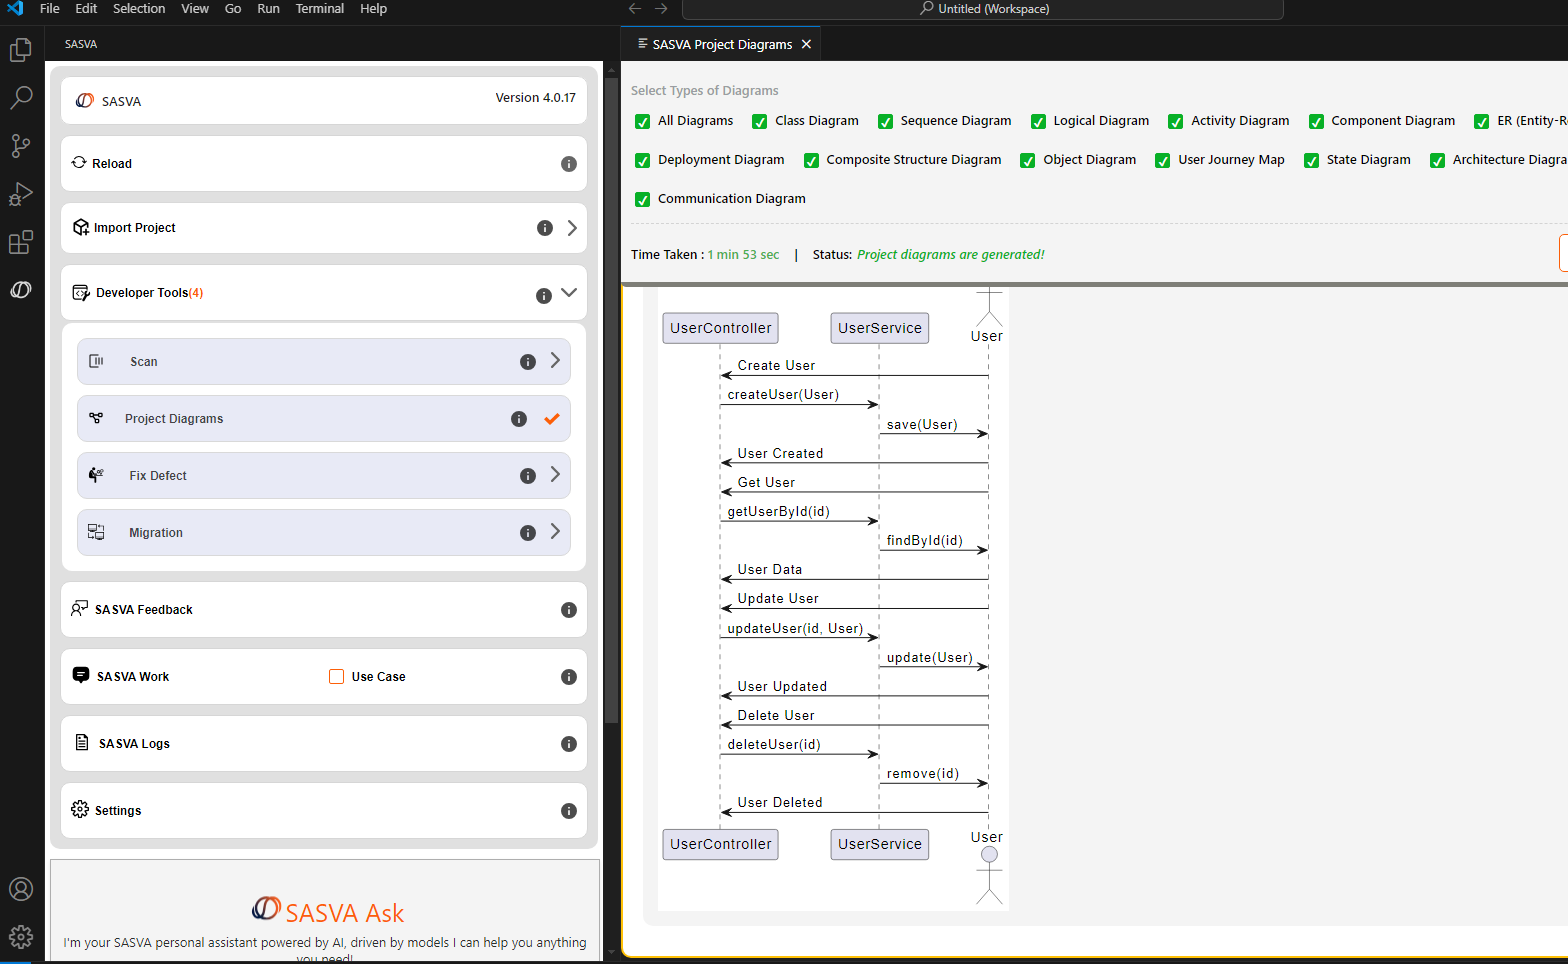 File Edit Selection View Go Run Terminal Help
Untitled (Workspace)
SASVA
SASVA
Version 4.0.17
Reload
Import Project
Developer Tools(4)
Scan
Project Diagrams
Fix Defect
Migration
SASVA Feedback
SASVA Work
Use Case
SASVA Logs
Settings
SASVA Ask
I'm your SASVA personal assistant powered by AI, driven by models I can help you anything
you need!
SASVA Project Diagrams
Select Types of Diagrams
All Diagrams Class Diagram Sequence Diagram Logical Diagram Activity Diagram Component Diagram ER (Entity-R
Deployment Diagram Composite Structure Diagram Object Diagram User Journey Map State Diagram Architecture Diagra
Communication Diagram
Time Taken : 1 min 53 sec | Status: Project diagrams are generated!
UserController UserService User
Create User
createUser(User)
save(User)
User Created
Get User
getUserById(id)
findById(id)
User Data
Update User
updateUser(id, User)
update(User)
User Updated
Delete User
deleteUser(id)
remove(id)
User Deleted
UserController UserService User